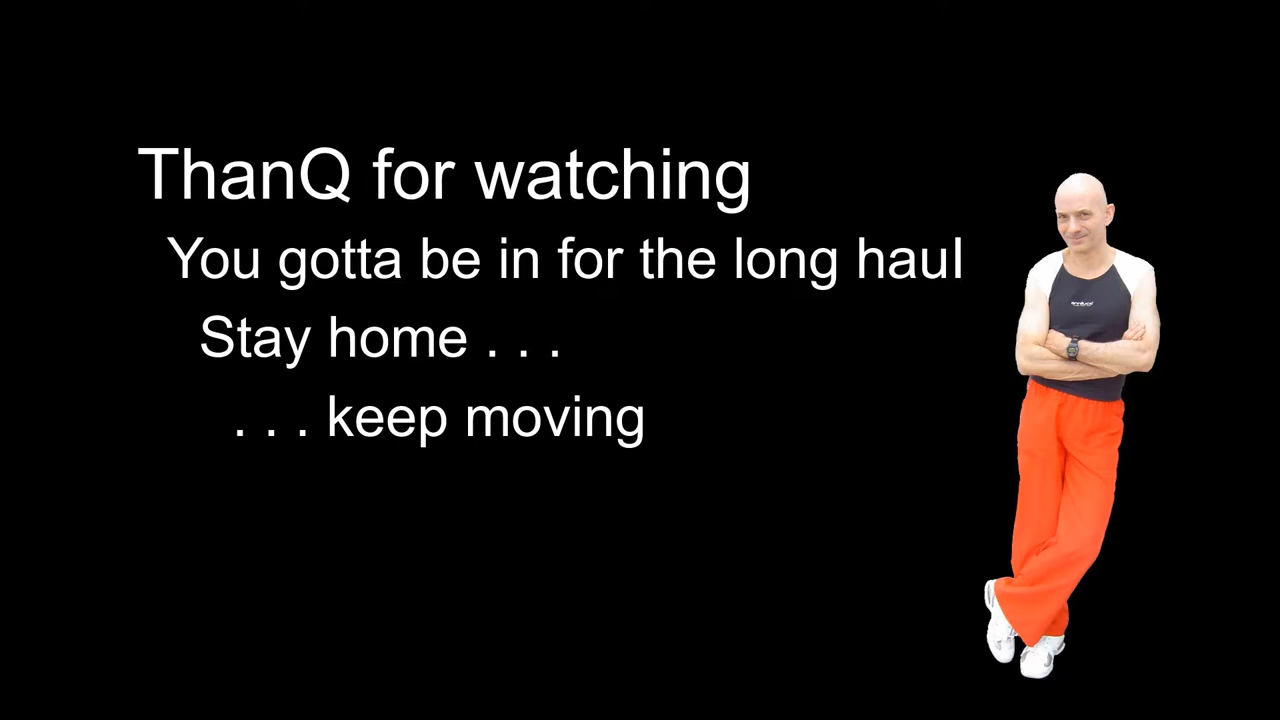 ThanQ for watching
You gotta be in for the long haul
Stay home . . .
. . . keep moving